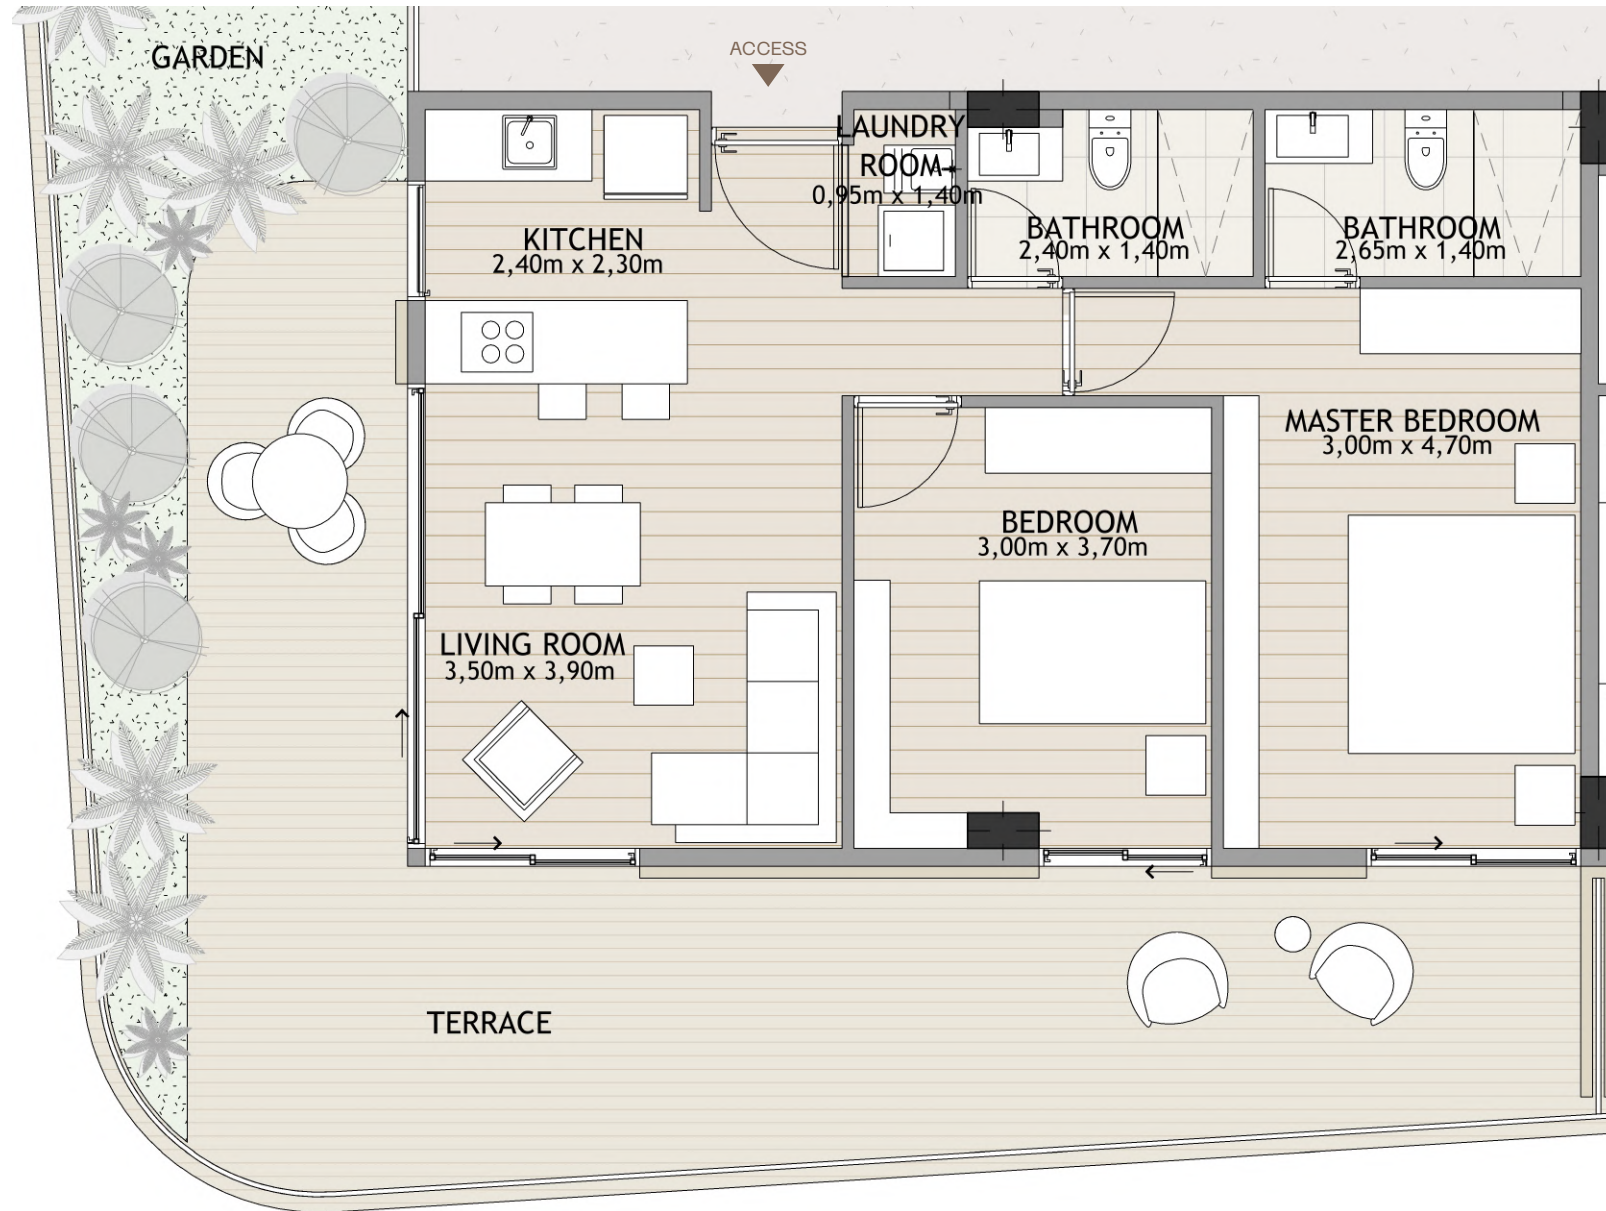 GARDEN
ACCESS
LAUNDRY
ROOM
0,95m x 1,40m
KITCHEN
2,40m x 2,30m
BATHROOM
2,40m x 1,40m
BATHROOM
2,65m x 1,40m
MASTER BEDROOM
3,00m x 4,70m
BEDROOM
3,00m x 3,70m
LIVING ROOM
3,50m x 3,90m
TERRACE